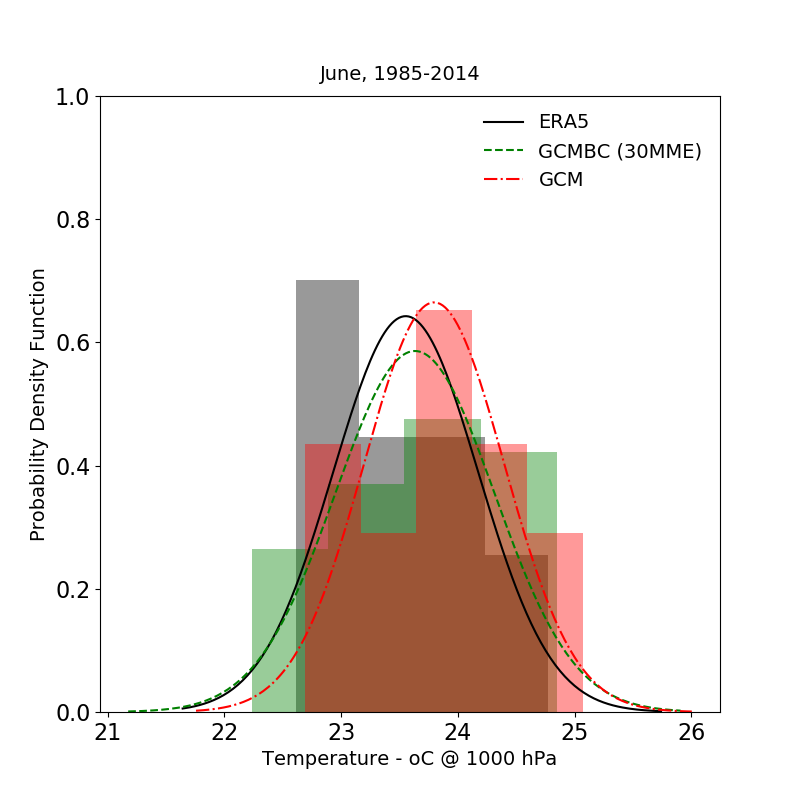 June, 1985-2014
1.0
0.8
0.6
0.4
0.2
0.0
Probability Density Function
ERA5
GCMBC (30MME)
GCM
21 22 23 24 25 26
Temperature - oC @ 1000 hPa